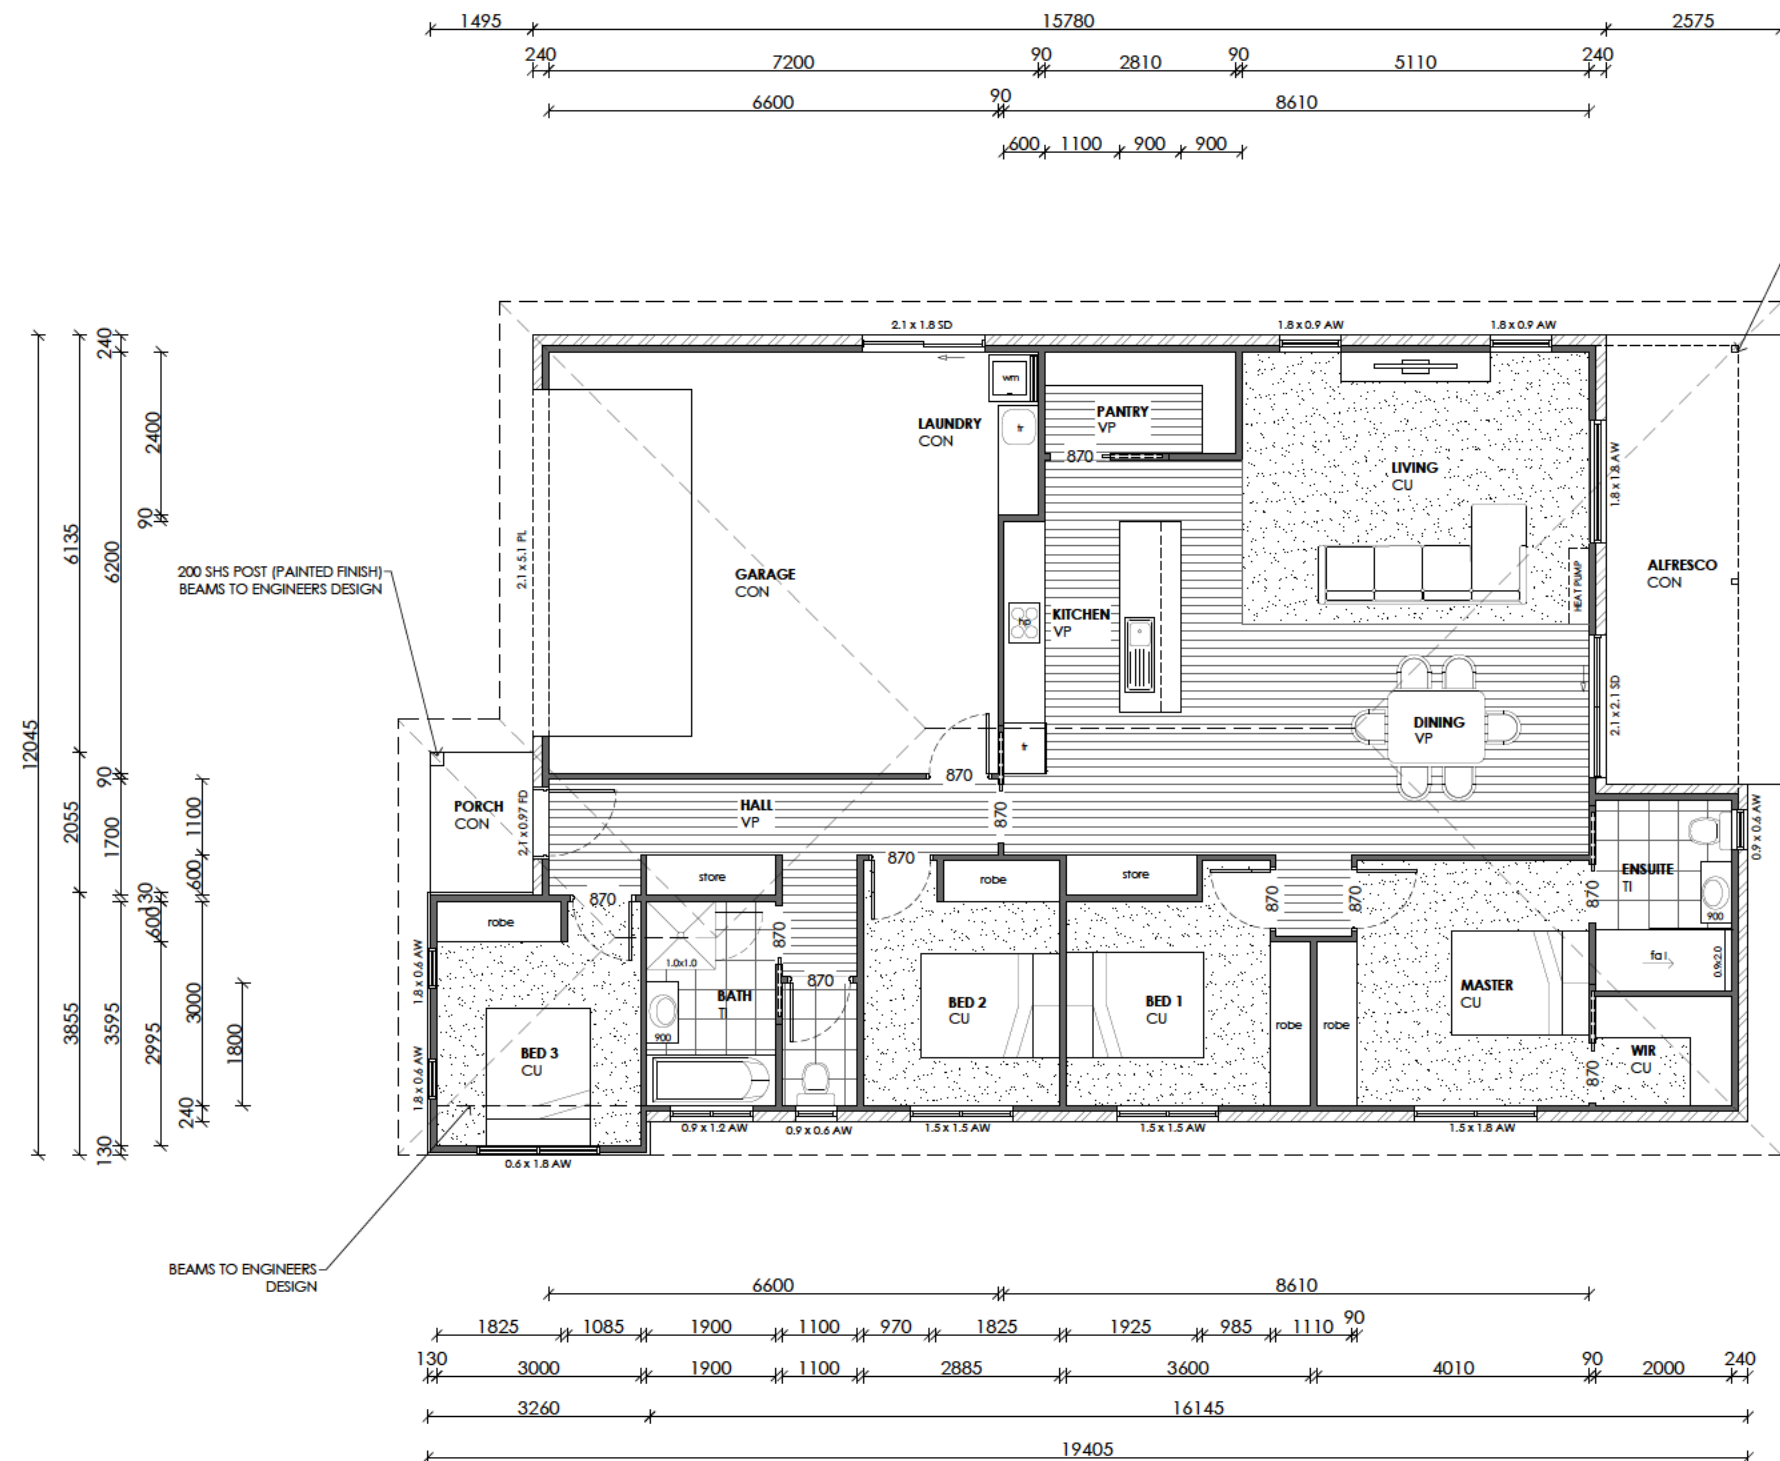 1495 15780 2575
240 7200 90 2810 90 5110 240
6600 90 8610
600 1100 900 900
2.1 x 1.8 SD
1.8 x 0.9 AW
1.8 x 0.9 AW
12045
6135
2055
3855
240
6200
90
1700
130
3595
130
2400
90
600
2995
1100
600
3000
240
1800
200 SHS POST (PAINTED FINISH)
BEAMS TO ENGINEERS DESIGN
2.1 x 5.1 PL
GARAGE
CON
LAUNDRY
CON
wm
tr
PANTRY
VP
870
LIVING
CU
1.8 x 1.8 AW
HEAT PUMP
ALFRESCO
CON
KITCHEN
VP
hp
fr
DINING
VP
2.1 x 2.1 SD
870
870
PORCH
CON
2.1 x 0.97 FD
HALL
VP
870
870
store
robe
store
870
870
870
ENSUITE
TI
900
0.9 x 0.6 AW
robe
1.8 x 0.6 AW
1.8 x 0.6 AW
BED 3
CU
1.0x1.0
870
870
BATH
TI
900
BED 2
CU
BED 1
CU
robe
robe
MASTER
CU
fall
0.9x2.0
WIR
CU
870
0.6 x 1.8 AW
0.9 x 1.2 AW
0.9 x 0.6 AW
1.5 x 1.5 AW
1.5 x 1.5 AW
1.5 x 1.8 AW
BEAMS TO ENGINEERS
DESIGN
6600 8610
1825 1085 1900 1100 970 1825 1925 985 1110 90
130 3000 1900 1100 2885 3600 4010 90 2000 240
3260 16145
19405